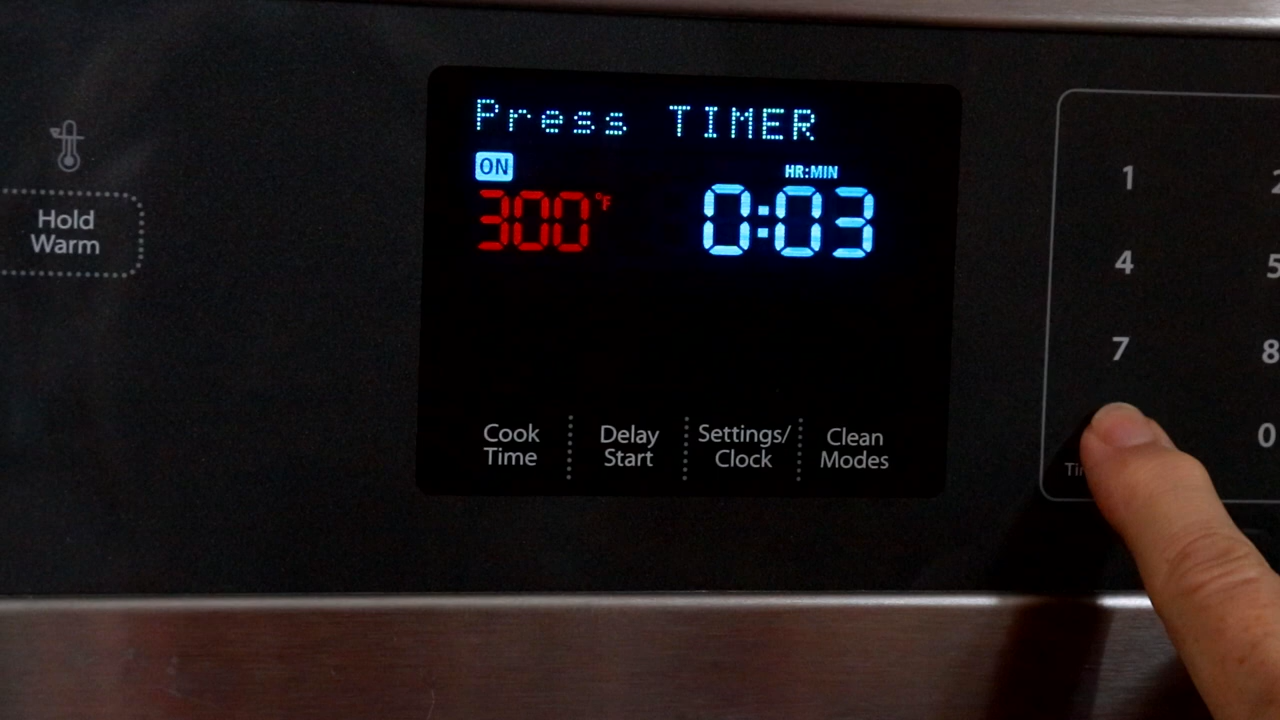 Press TIMER
ON
HR:MIN
300°F
0:03
Hold
Warm
1
4
5
7
8
0
Cook
Time
Delay
Start
Settings/
Clock
Clean
Modes